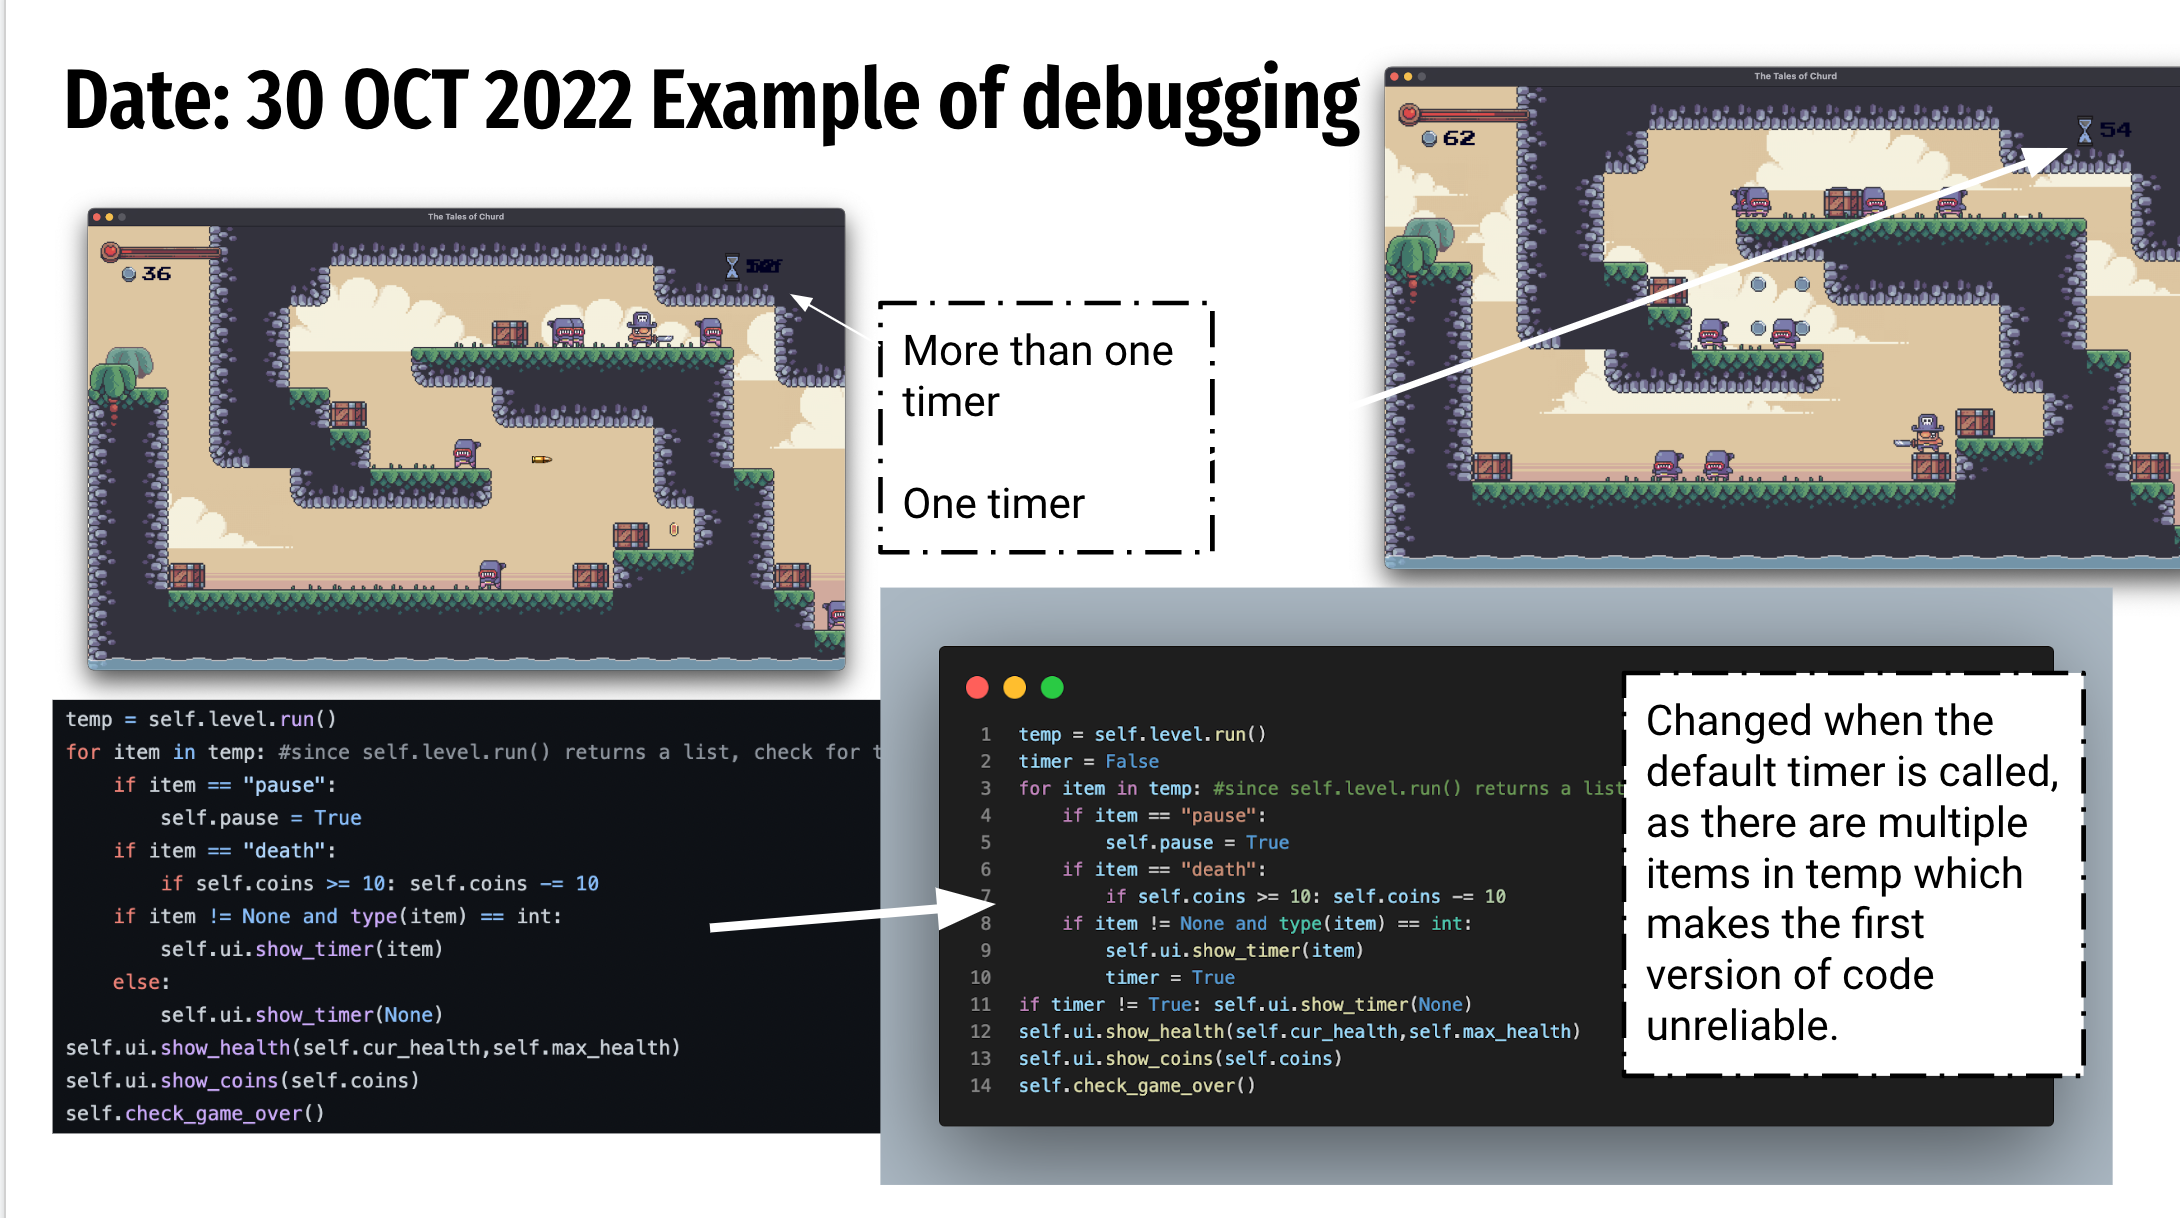 Date: 30 OCT 2022 Example of debugging
The Tales of Churd
36
More than one
timer
One timer
The Tales of Churd
62
54
temp = self.level.run()
for item in temp: #since self.level.run() returns a list, check for t
if item == "pause":
self.pause = True
if item == "death":
if self.coins >= 10: self.coins -= 10
if item != None and type(item) == int:
self.ui.show_timer(item)
else:
self.ui.show_timer(None)
self.ui.show_health(self.cur_health,self.max_health)
self.ui.show_coins(self.coins)
self.check_game_over()
1 temp = self.level.run()
2 timer = False
3 for item in temp: #since self.level.run() returns a list
4 if item == "pause":
5 self.pause = True
6 if item == "death":
7 if self.coins >= 10: self.coins -= 10
8 if item != None and type(item) == int:
9 self.ui.show_timer(item)
10 timer = True
11 if timer != True: self.ui.show_timer(None)
12 self.ui.show_health(self.cur_health,self.max_health)
13 self.ui.show_coins(self.coins)
14 self.check_game_over()
Changed when the
default timer is called,
as there are multiple
items in temp which
makes the first
version of code
unreliable.